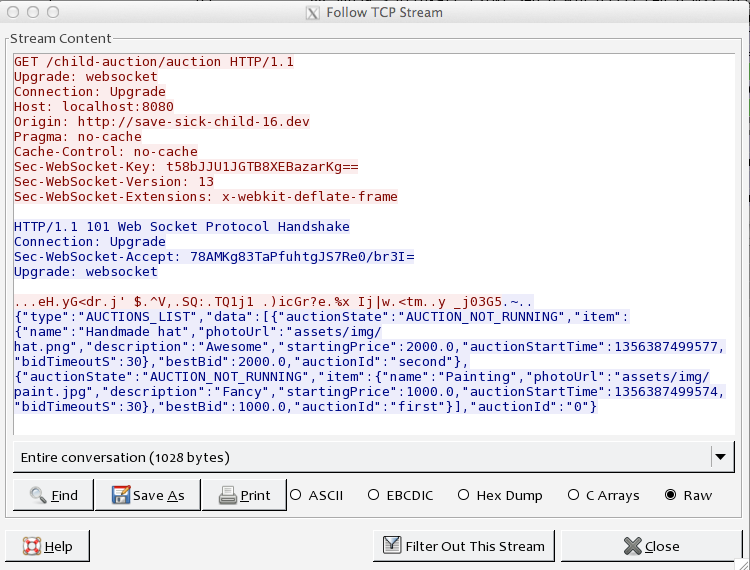 Follow TCP Stream
Stream Content
GET /child-auction/auction HTTP/1.1
Upgrade: websocket
Connection: Upgrade
Host: localhost:8080
Origin: http://save-sick-child-16.dev
Pragma: no-cache
Cache-Control: no-cache
Sec-WebSocket-Key: t58bJJU1JGTB8XEBazarKg==
Sec-WebSocket-Version: 13
Sec-WebSocket-Extensions: x-webkit-deflate-frame
HTTP/1.1 101 Web Socket Protocol Handshake
Connection: Upgrade
Sec-WebSocket-Accept: 78AMKg83TaPfuhtgJS7Re0/br3I=
Upgrade: websocket
...eH.yG<dr.j' $.^V,.SQ:.TQ1j1 .)icGr?e.%x Ij|w.<tm..y _j03G5.~..
{"type":"AUCTIONS_LIST","data":[{"auctionState":"AUCTION_NOT_RUNNING","item":
{"name":"Handmade hat","photoUrl":"assets/img/
hat.png","description":"Awesome","startingPrice":2000.0,"auctionStartTime":1356387499577,
"bidTimeoutS":30},"bestBid":2000.0,"auctionId":"second"},
{"auctionState":"AUCTION_NOT_RUNNING","item":{"name":"Painting","photoUrl":"assets/img/
paint.jpg","description":"Fancy","startingPrice":1000.0,"auctionStartTime":1356387499574,
"bidTimeoutS":30},"bestBid":1000.0,"auctionId":"first"}],"auctionId":"0"}
Entire conversation (1028 bytes)
Find Save As Print ASCII EBCDIC Hex Dump C Arrays Raw
Help Filter Out This Stream Close